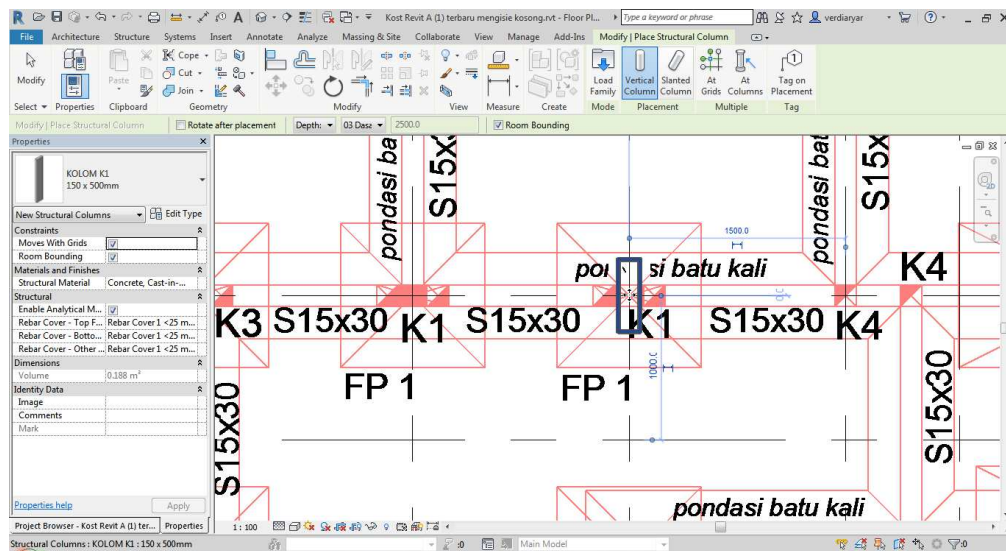 Kost Revit A (1) terbaru mengisie kosong.rvt - Floor Pl...
Type a keyword or phrase
verdiaryar
File Architecture Structure Systems Insert Annotate Analyze Massing & Site Collaborate View Manage Add-Ins Modify | Place Structural Column
Modify
Properties
Paste
Cope
Cut
Join
Load Family
Vertical Column
Slanted Column
At Grids
At Columns
Tag on Placement
Select Properties Clipboard Geometry Modify View Measure Create Mode Placement Multiple Tag
Modify | Place Structural Column Rotate after placement Depth: 03 Dasa 2500.0 Room Bounding
Properties
KOLOM K1
150 x 500mm
New Structural Columns Edit Type
Constraints
Moves With Grids
Room Bounding
Materials and Finishes
Structural Material Concrete, Cast-in-...
Structural
Enable Analytical M...
Rebar Cover - Top F... Rebar Cover 1 <25 m...
Rebar Cover - Botto... Rebar Cover 1 <25 m...
Rebar Cover - Other ... Rebar Cover 1 <25 m...
Dimensions
Volume 0.188 m³
Identity Data
Image
Comments
Mark
Properties help Apply
Project Browser - Kost Revit A (1) ter... Properties
pondasi ba
S15x
pondasi bat
S15x
1500.0
si batu kali
K4
K3 S15x30 K1 S15x30 K1 S15x30 K4
1000.0
FP 1 FP 1
S15x30
S15x30
pondasi batu kali
1 : 100
Structural Columns : KOLOM K1 : 150 x 500mm
:0
Main Model
:0